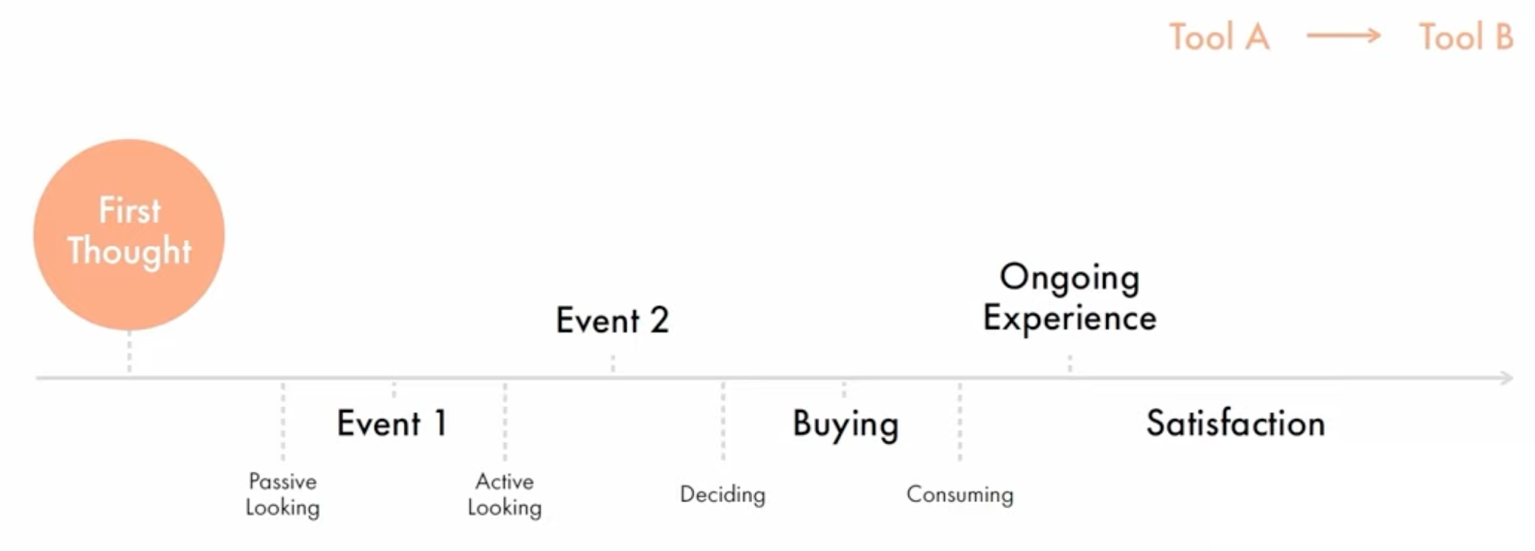 Tool A
Tool B
First
Thought
Event 2
Ongoing
Experience
Event 1
Buying
Satisfaction
Passive
Looking
Active
Looking
Deciding
Consuming